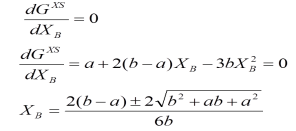 dG^XS/dX_B = 0
dG^XS/dX_B = a + 2(b − a)X_B − 3bX_B^2 = 0
X_B = (2(b − a) ± 2√(b^2 + ab + a^2))/6b